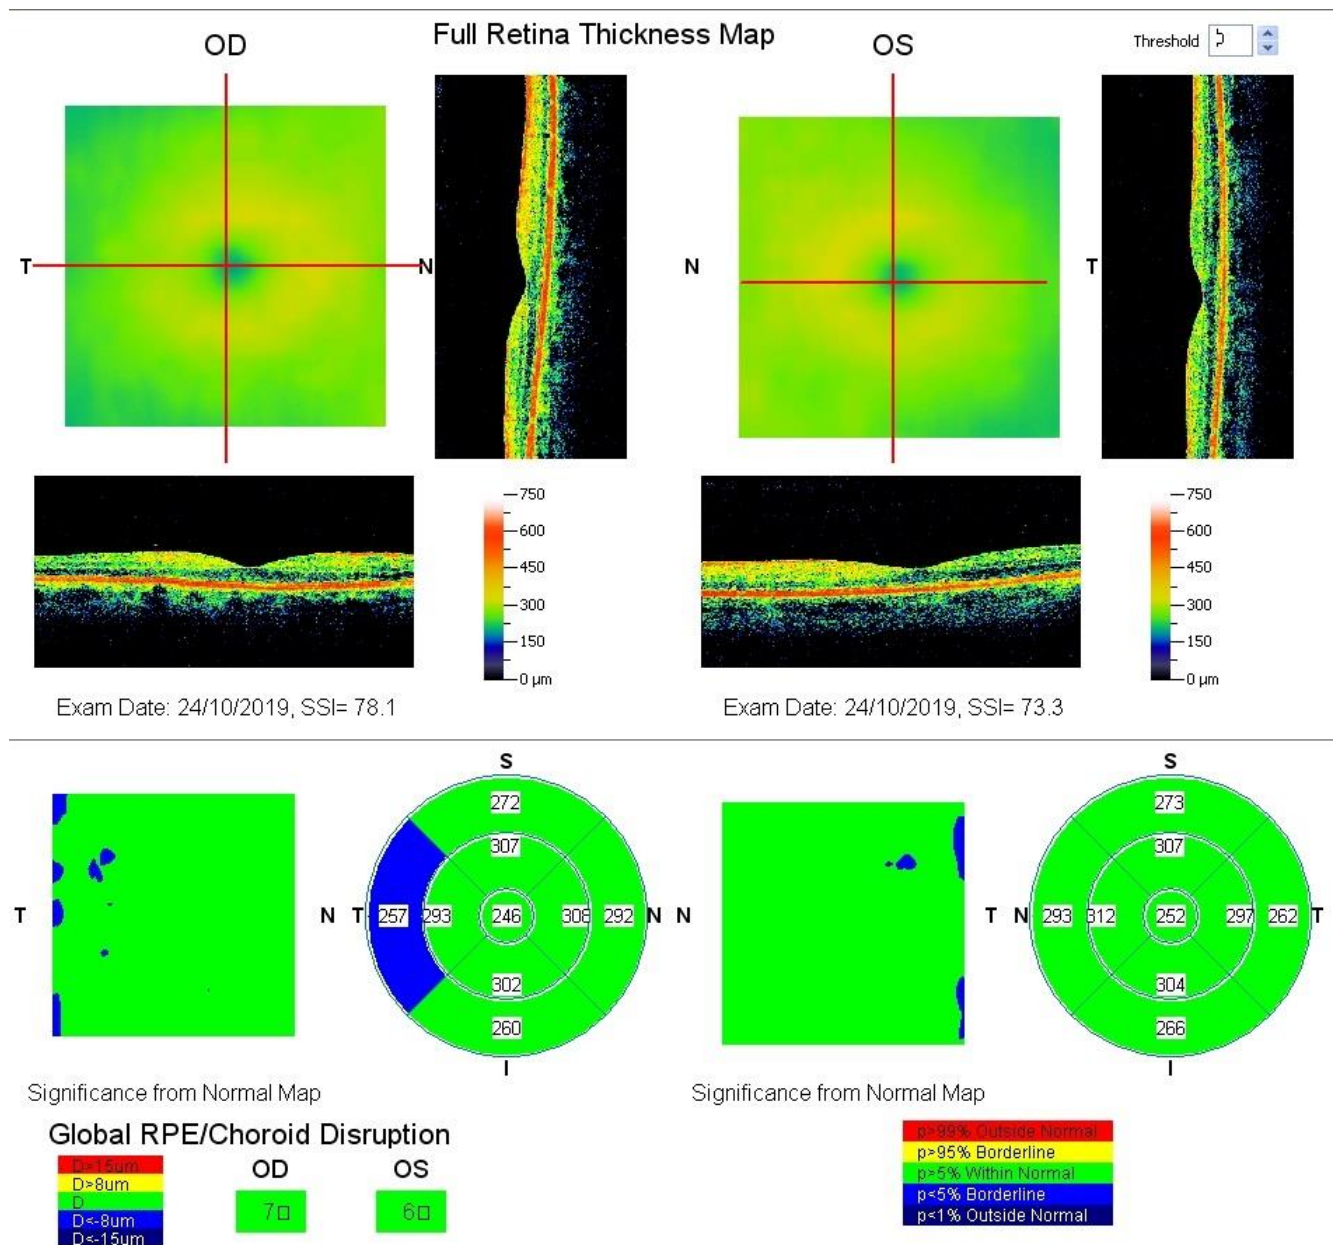 Full Retina Thickness Map
OD
OS
Threshold
T
N
N
T
750
600
450
300
150
0 µm
750
600
450
300
150
0 µm
Exam Date: 24/10/2019, SSI= 78.1
Exam Date: 24/10/2019, SSI= 73.3
S
S
272
307
T
N
T
257
293
246
308
292
N
302
260
I
273
307
N
T
N
293
312
252
297
262
T
304
266
I
Significance from Normal Map
Significance from Normal Map
Global RPE/Choroid Disruption
OD
OS
D>15um
D>8um
D
D<-8um
D<-15um
7
6
p>99% Outside Normal
p>95% Borderline
p>5% Within Normal
p<5% Borderline
p<1% Outside Normal